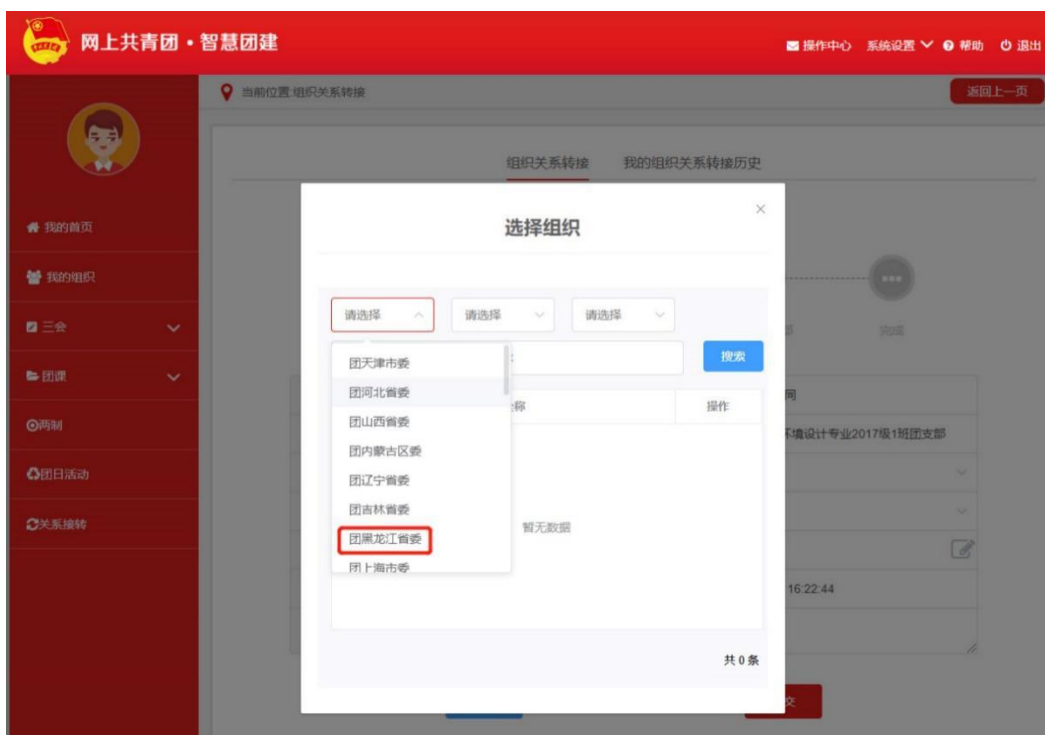 网上共青团·智慧团建
操作中心 系统设置 帮助 退出
当前位置:组织关系转接
返回上一页
组织关系转接 我的组织关系转接历史
选择组织
×
我的首页
我的组织
三会
团课
两制
团日活动
关系接转
请选择 请选择 请选择
搜索
团天津市委
团河北省委
团山西省委
团内蒙古区委
团辽宁省委
团吉林省委
团黑龙江省委
团上海市委
称 操作
暂无数据
共 0 条
完成
环境设计专业2017级1班团支部
16:22:44
交